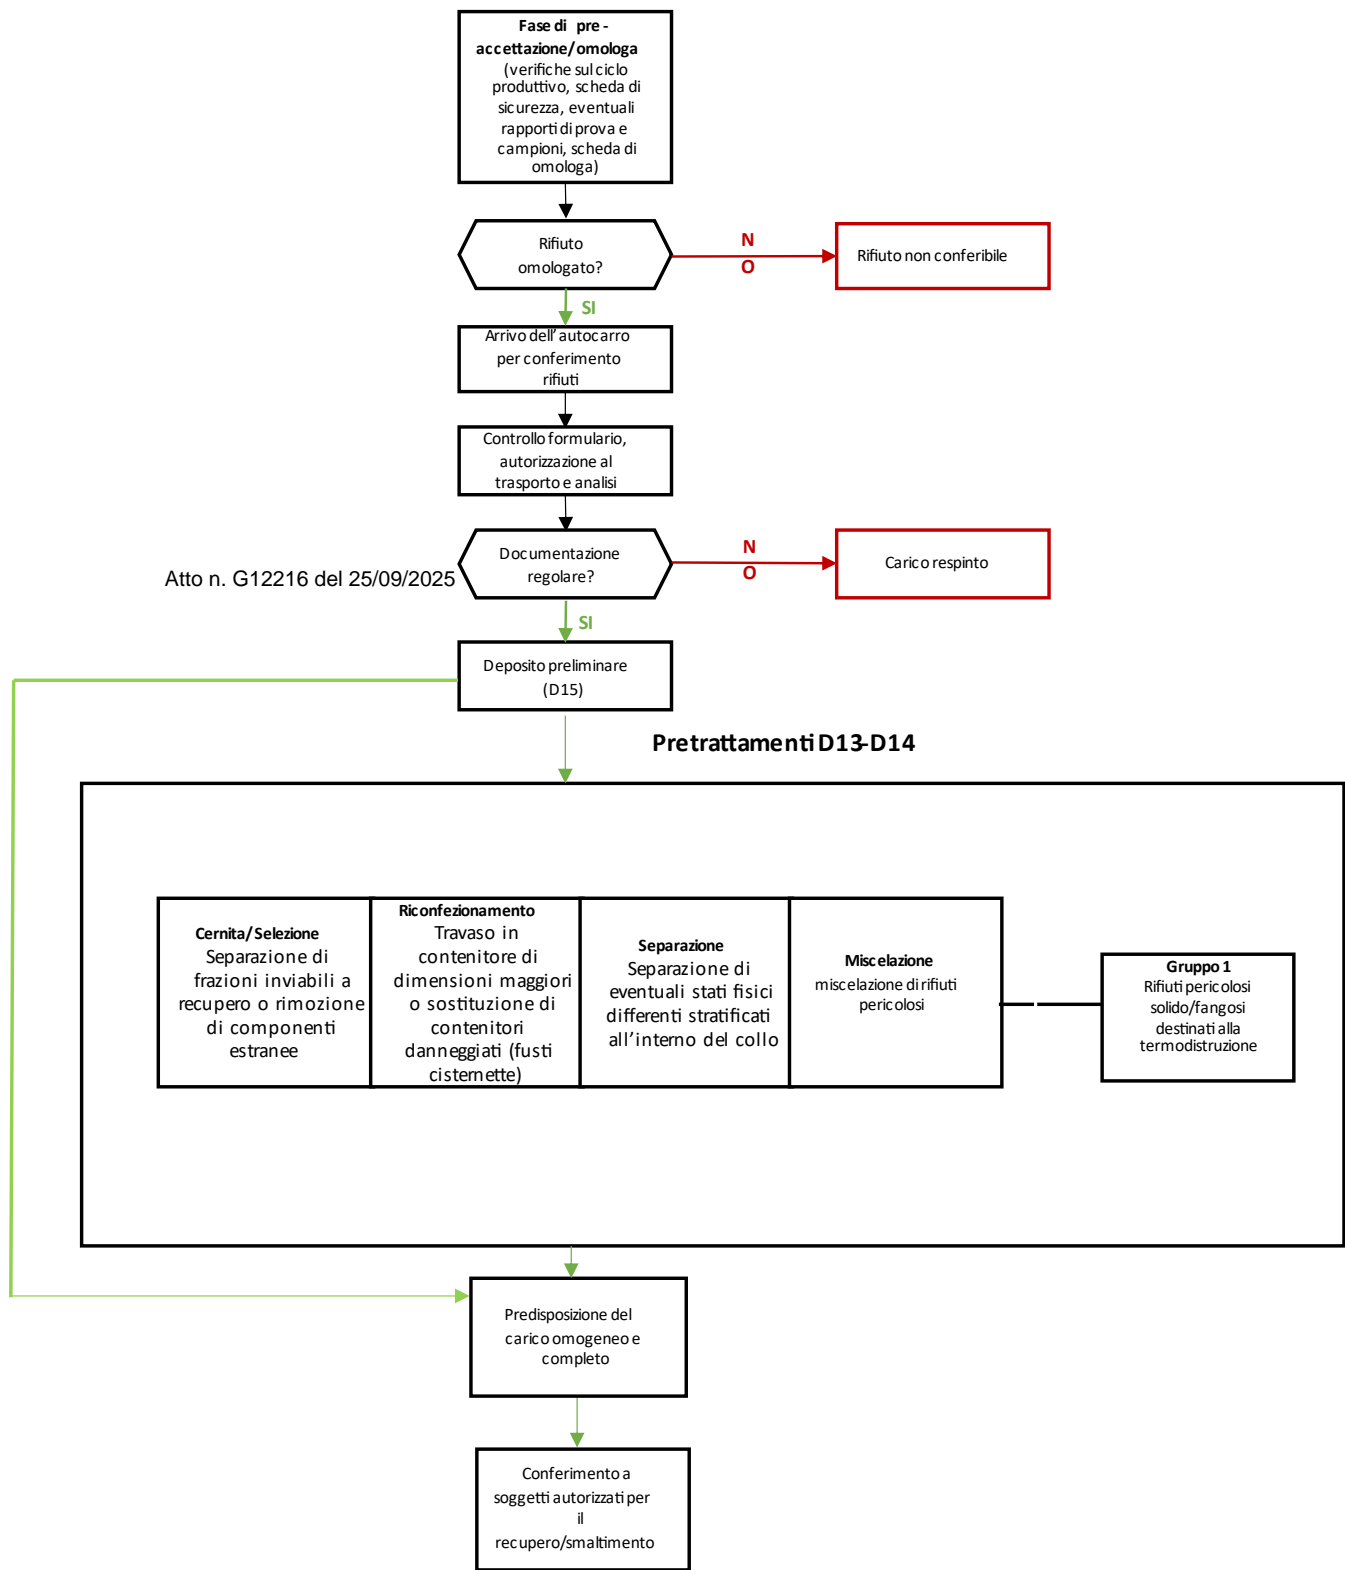 Fase di pre -
accettazione/omologa
(verifiche sul ciclo
produttivo, scheda di
sicurezza, eventuali
rapporti di prova e
campioni, scheda di
omologa)
Rifiuto
omologato?
N
O
Rifiuto non conferibile
SI
Arrivo dell'autocarro
per conferimento
rifiuti
Controllo formulario,
autorizzazione al
trasporto e analisi
Documentazione
regolare?
N
O
Carico respinto
Atto n. G12216 del 25/09/2025
SI
Deposito preliminare
(D15)
Pretrattamenti D13-D14
Cernita/Selezione
Separazione di
frazioni inviabili a
recupero o rimozione
di componenti
estranee
Riconfezionamento
Travaso in
contenitore di
dimensioni maggiori
o sostituzione di
contenitori
danneggiati (fusti
cisternette)
Separazione
Separazione di
eventuali stati fisici
differenti stratificati
all'interno del collo
Miscelazione
miscelazione di rifiuti
pericolosi
Gruppo 1
Rifiuti pericolosi
solido/fangosi
destinati alla
termodistruzione
Predisposizione del
carico omogeneo e
completo
Conferimento a
soggetti autorizzati per
il
recupero/smaltimento